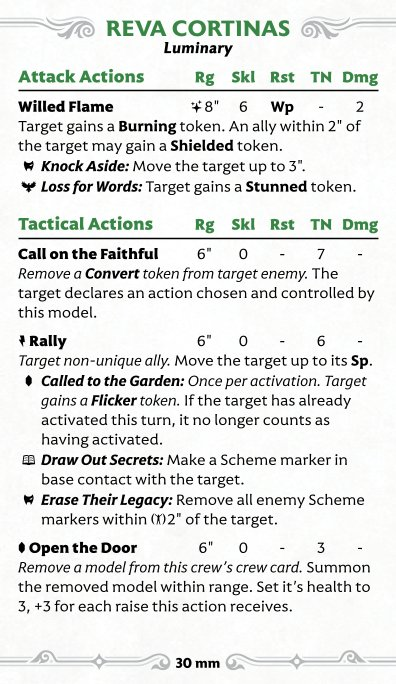 REVA CORTINAS
Luminary
Attack Actions Rg Skl Rst TN Dmg
Willed Flame 8" 6 Wp - 2
Target gains a Burning token. An ally within 2" of
the target may gain a Shielded token.
Knock Aside: Move the target up to 3".
Loss for Words: Target gains a Stunned token.
Tactical Actions Rg Skl Rst TN Dmg
Call on the Faithful 6" 0 - 7 -
Remove a Convert token from target enemy. The
target declares an action chosen and controlled by
this model.
Rally 6" 0 - 6 -
Target non-unique ally. Move the target up to its Sp.
Called to the Garden: Once per activation. Target
gains a Flicker token. If the target has already
activated this turn, it no longer counts as
having activated.
Draw Out Secrets: Make a Scheme marker in
base contact with the target.
Erase Their Legacy: Remove all enemy Scheme
markers within 2" of the target.
Open the Door 6" 0 - 3 -
Remove a model from this crew's crew card. Summon
the removed model within range. Set it's health to
3, +3 for each raise this action receives.
30 mm